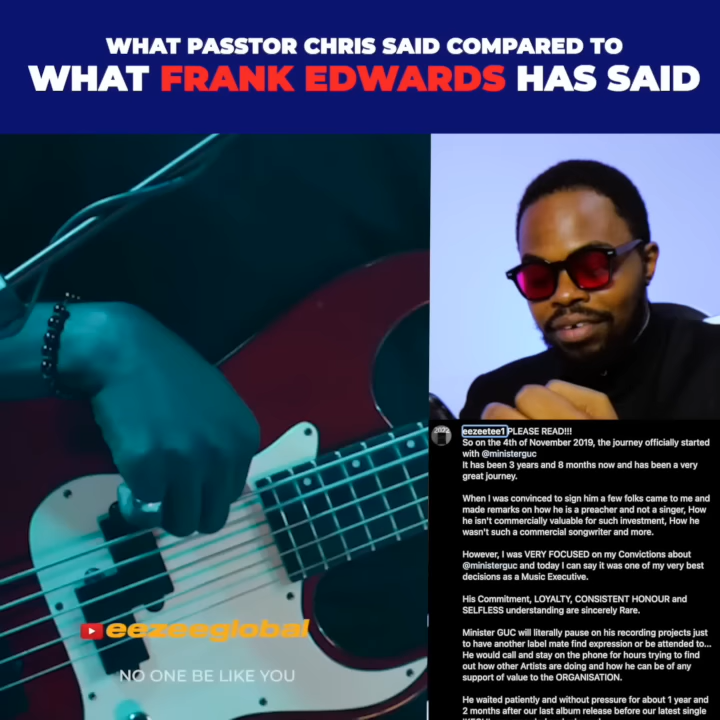 WHAT PASSTOR CHRIS SAID COMPARED TO
WHAT FRANK EDWARDS HAS SAID
eezeeglobal
NO ONE BE LIKE YOU
eezeetee1 PLEASE READ!!!
So on the 4th of November 2019, the journey officially started
with @ministerguc
It has been 3 years and 8 months now and has been a very
great journey.
When I was convinced to sign him a few folks came to me and
made remarks on how he is a preacher and not a singer, How
he isn't commercially valuable for such investment, How he
wasn't such a commercial songwriter and more.
However, I was VERY FOCUSED on my Convictions about
@ministerguc and today I can say it was one of my very best
decisions as a Music Executive.
His Commitment, LOYALTY, CONSISTENT HONOUR and
SELFLESS understanding are sincerely Rare.
Minister GUC will literally pause on his recording projects just
to have another label mate find expression or be attended to...
He would call and stay on the phone for hours trying to find
out how other Artists are doing and how he can be of any
support of value to the ORGANISATION.
He waited patiently and without pressure for about 1 year and
2 months after our last album release before our latest single